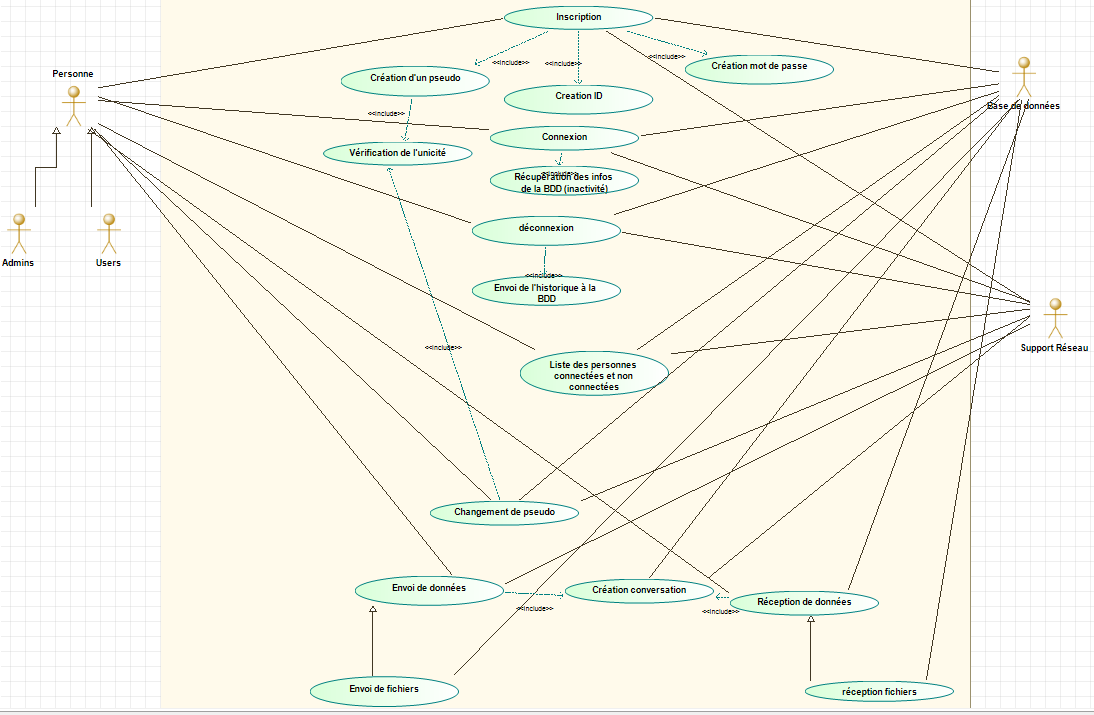 Inscription
<<include>>
<<include>>
<<include>>
Création mot de passe
Personne
Création d'un pseudo
Creation ID
Base de données
<<include>>
Connexion
Vérification de l'unicité
<<include>>
Récupération des infos
de la BDD (inactivité)
déconnexion
Admins
Users
<<include>>
Envoi de l'historique à la
BDD
<<include>>
Support Réseau
Liste des personnes
connectées et non
connectées
Changement de pseudo
Envoi de données
Création conversation
Réception de données
<<include>>
<<include>>
Envoi de fichiers
réception fichiers